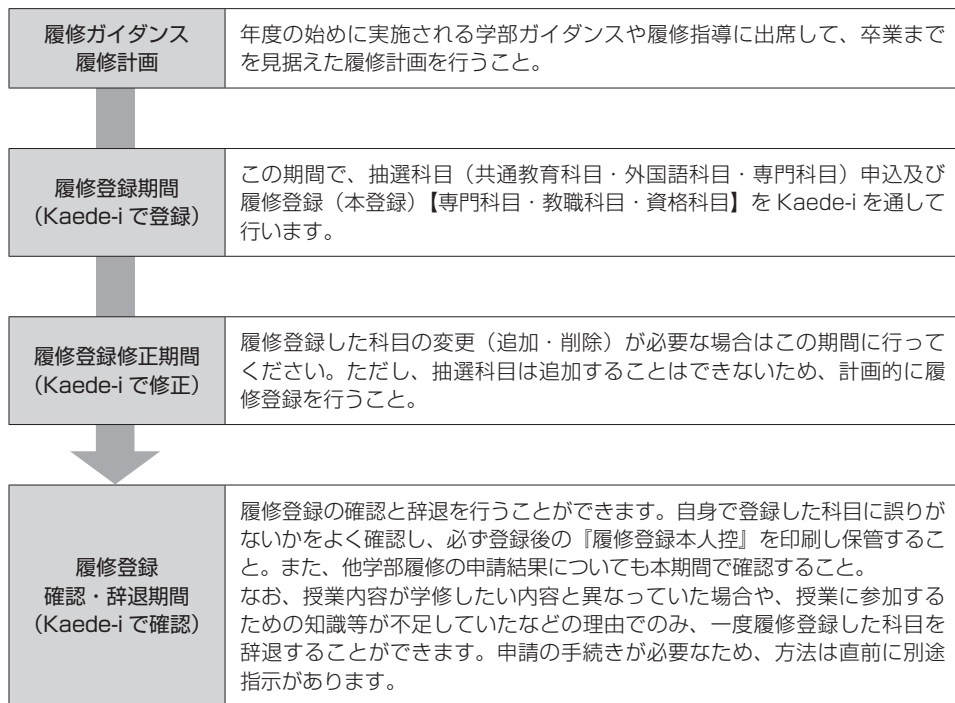 履修ガイダンス
履修計画
年度の始めに実施される学部ガイダンスや履修指導に出席して、卒業まで
を見据えた履修計画を行うこと。
履修登録期間
（Kaede-i で登録）
この期間で、抽選科目（共通教育科目・外国語科目・専門科目）申込及び
履修登録（本登録）【専門科目・教職科目・資格科目】を Kaede-i を通して
行います。
履修登録修正期間
（Kaede-i で修正）
履修登録した科目の変更（追加・削除）が必要な場合はこの期間に行って
ください。ただし、抽選科目は追加することはできないため、計画的に履
修登録を行うこと。
履修登録
確認・辞退期間
（Kaede-i で確認）
履修登録の確認と辞退を行うことができます。自身で登録した科目に誤りが
ないかをよく確認し、必ず登録後の『履修登録本人控』を印刷し保管するこ
と。また、他学部履修の申請結果についても本期間で確認すること。
なお、授業内容が学修したい内容と異なっていた場合や、授業に参加する
ための知識等が不足していたなどの理由でのみ、一度履修登録した科目を
辞退することができます。申請の手続きが必要なため、方法は直前に別途
指示があります。